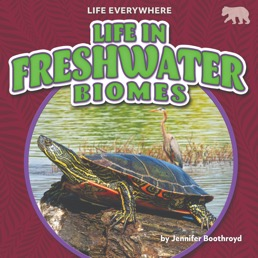 LIFE EVERYWHERE
LIFE IN
FRESHWATER
BIOMES
by Jennifer Boothroyd